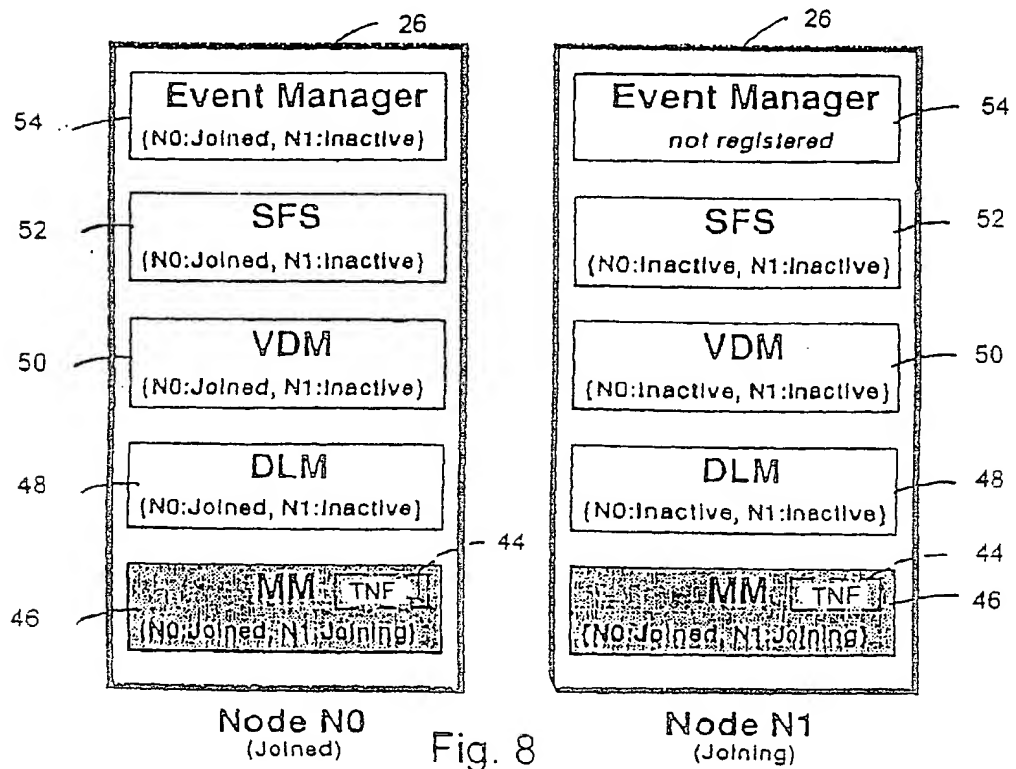 26
Event Manager
{N0:Joined, N1:Inactive}
54
SFS
{N0:Joined, N1:Inactive}
52
VDM
{N0:Joined, N1:Inactive}
50
DLM
{N0:Joined, N1:Inactive}
48
44
MM
TNF
{N0:Joined, N1:Joining}
46
Node N0
(Joined)
26
Event Manager
not registered
54
SFS
{N0:Inactive, N1:Inactive}
52
VDM
{N0:Inactive, N1:Inactive}
50
DLM
{N0:Inactive, N1:Inactive}
48
44
MM
TNF
46
{N0:Joined, N1:Joining}
Node N1
(Joining)
Fig. 8